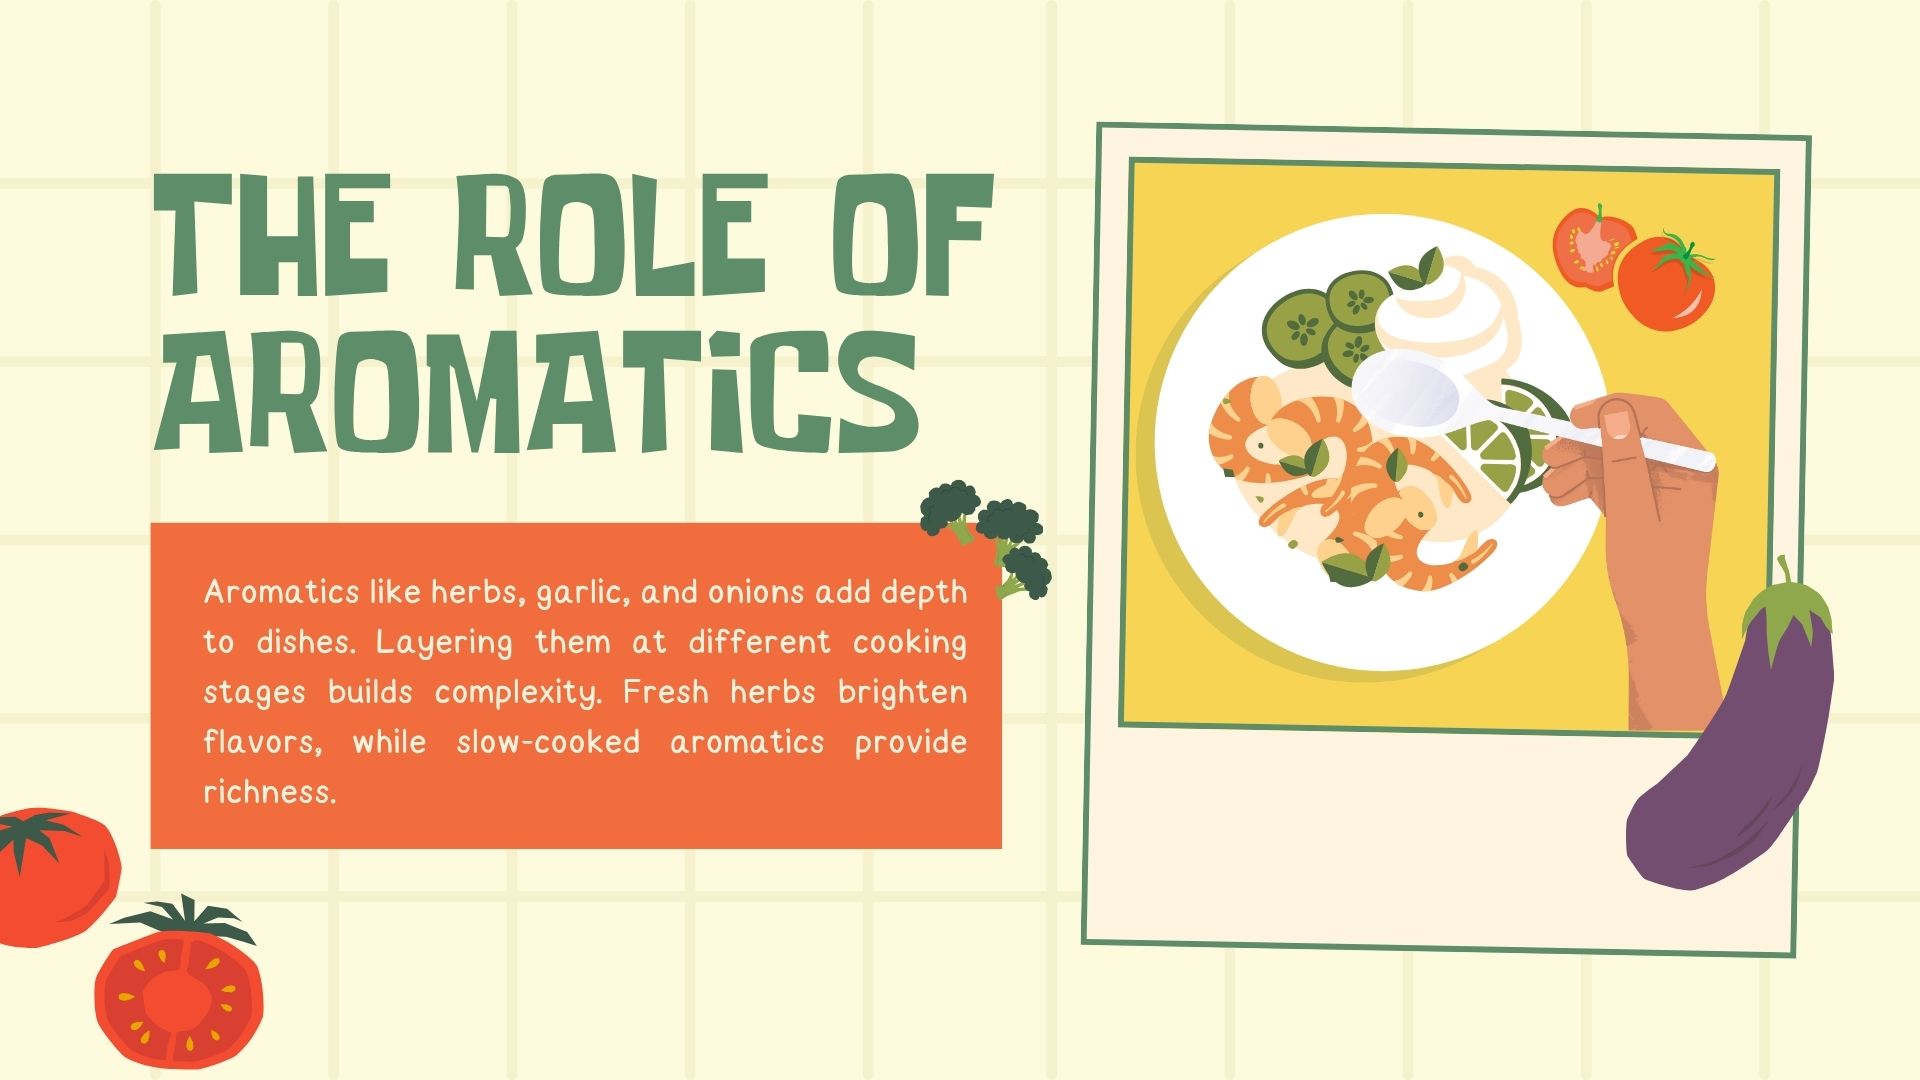 THE ROLE OF
AROMATiCS
Aromatics like herbs, garlic, and onions add depth
to dishes. Layering them at different cooking
stages builds complexity. Fresh herbs brighten
flavors, while slow-cooked aromatics provide
richness.